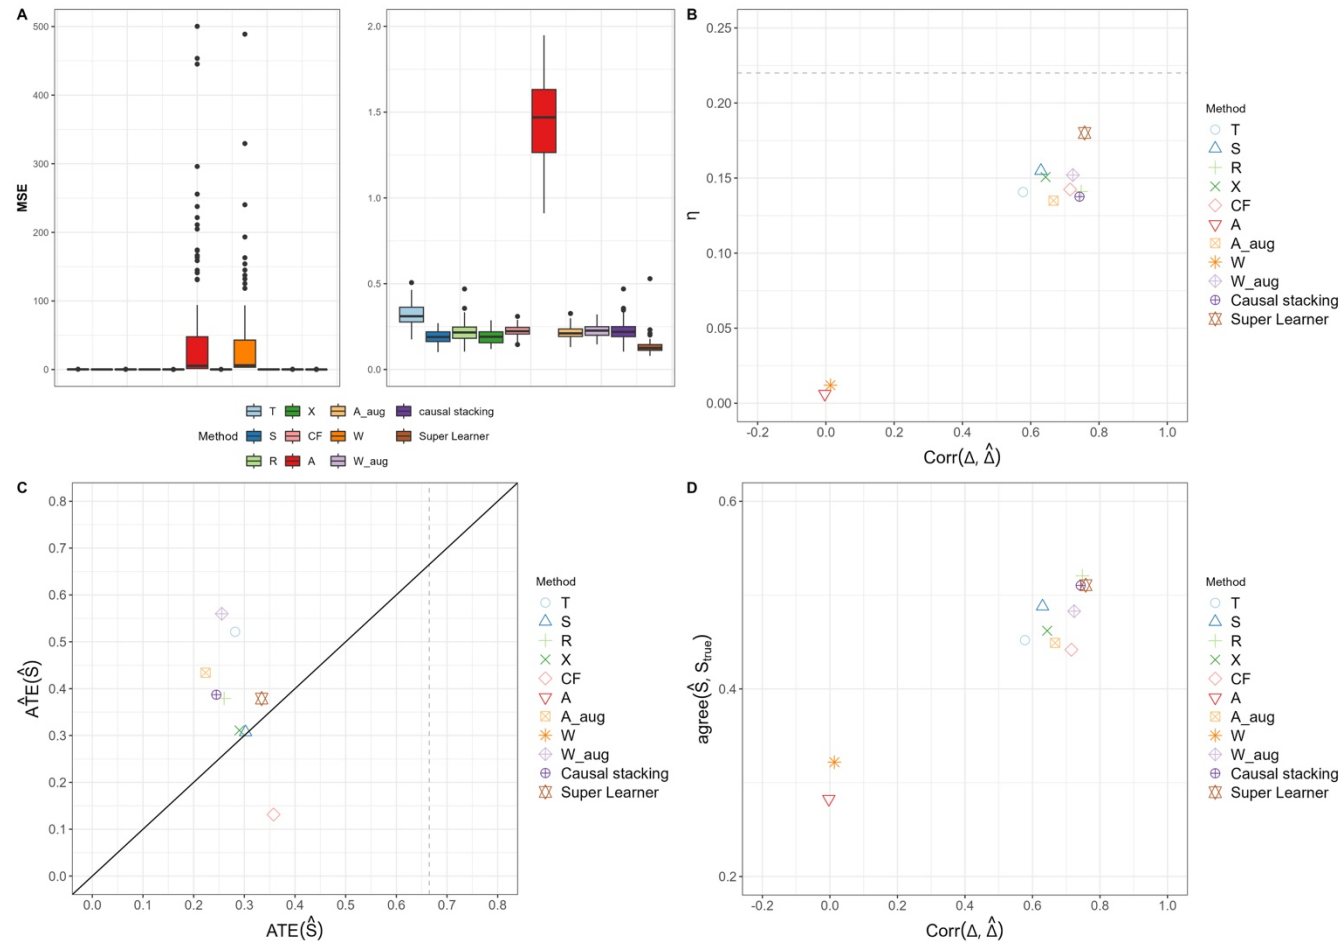 A
MSE
500
400
300
200
100
0
2.0
1.5
1.0
0.5
0.0
T X A_aug causal stacking
Method S CF W Super Learner
R A W_aug
B
η
0.25
0.20
0.15
0.10
0.05
0.00
-0.2 0.0 0.2 0.4 0.6 0.8 1.0
Corr(Δ, Δ̂)
Method
T
S
R
X
CF
A
A_aug
W
W_aug
Causal stacking
Super Learner
C
ÂTE(Ŝ)
0.8
0.7
0.6
0.5
0.4
0.3
0.2
0.1
0.0
0.0 0.1 0.2 0.3 0.4 0.5 0.6 0.7 0.8
ATE(Ŝ)
Method
T
S
R
X
CF
A
A_aug
W
W_aug
Causal stacking
Super Learner
D
agree(Ŝ, Strue)
0.6
0.4
0.2
-0.2 0.0 0.2 0.4 0.6 0.8 1.0
Corr(Δ, Δ̂)
Method
T
S
R
X
CF
A
A_aug
W
W_aug
Causal stacking
Super Learner